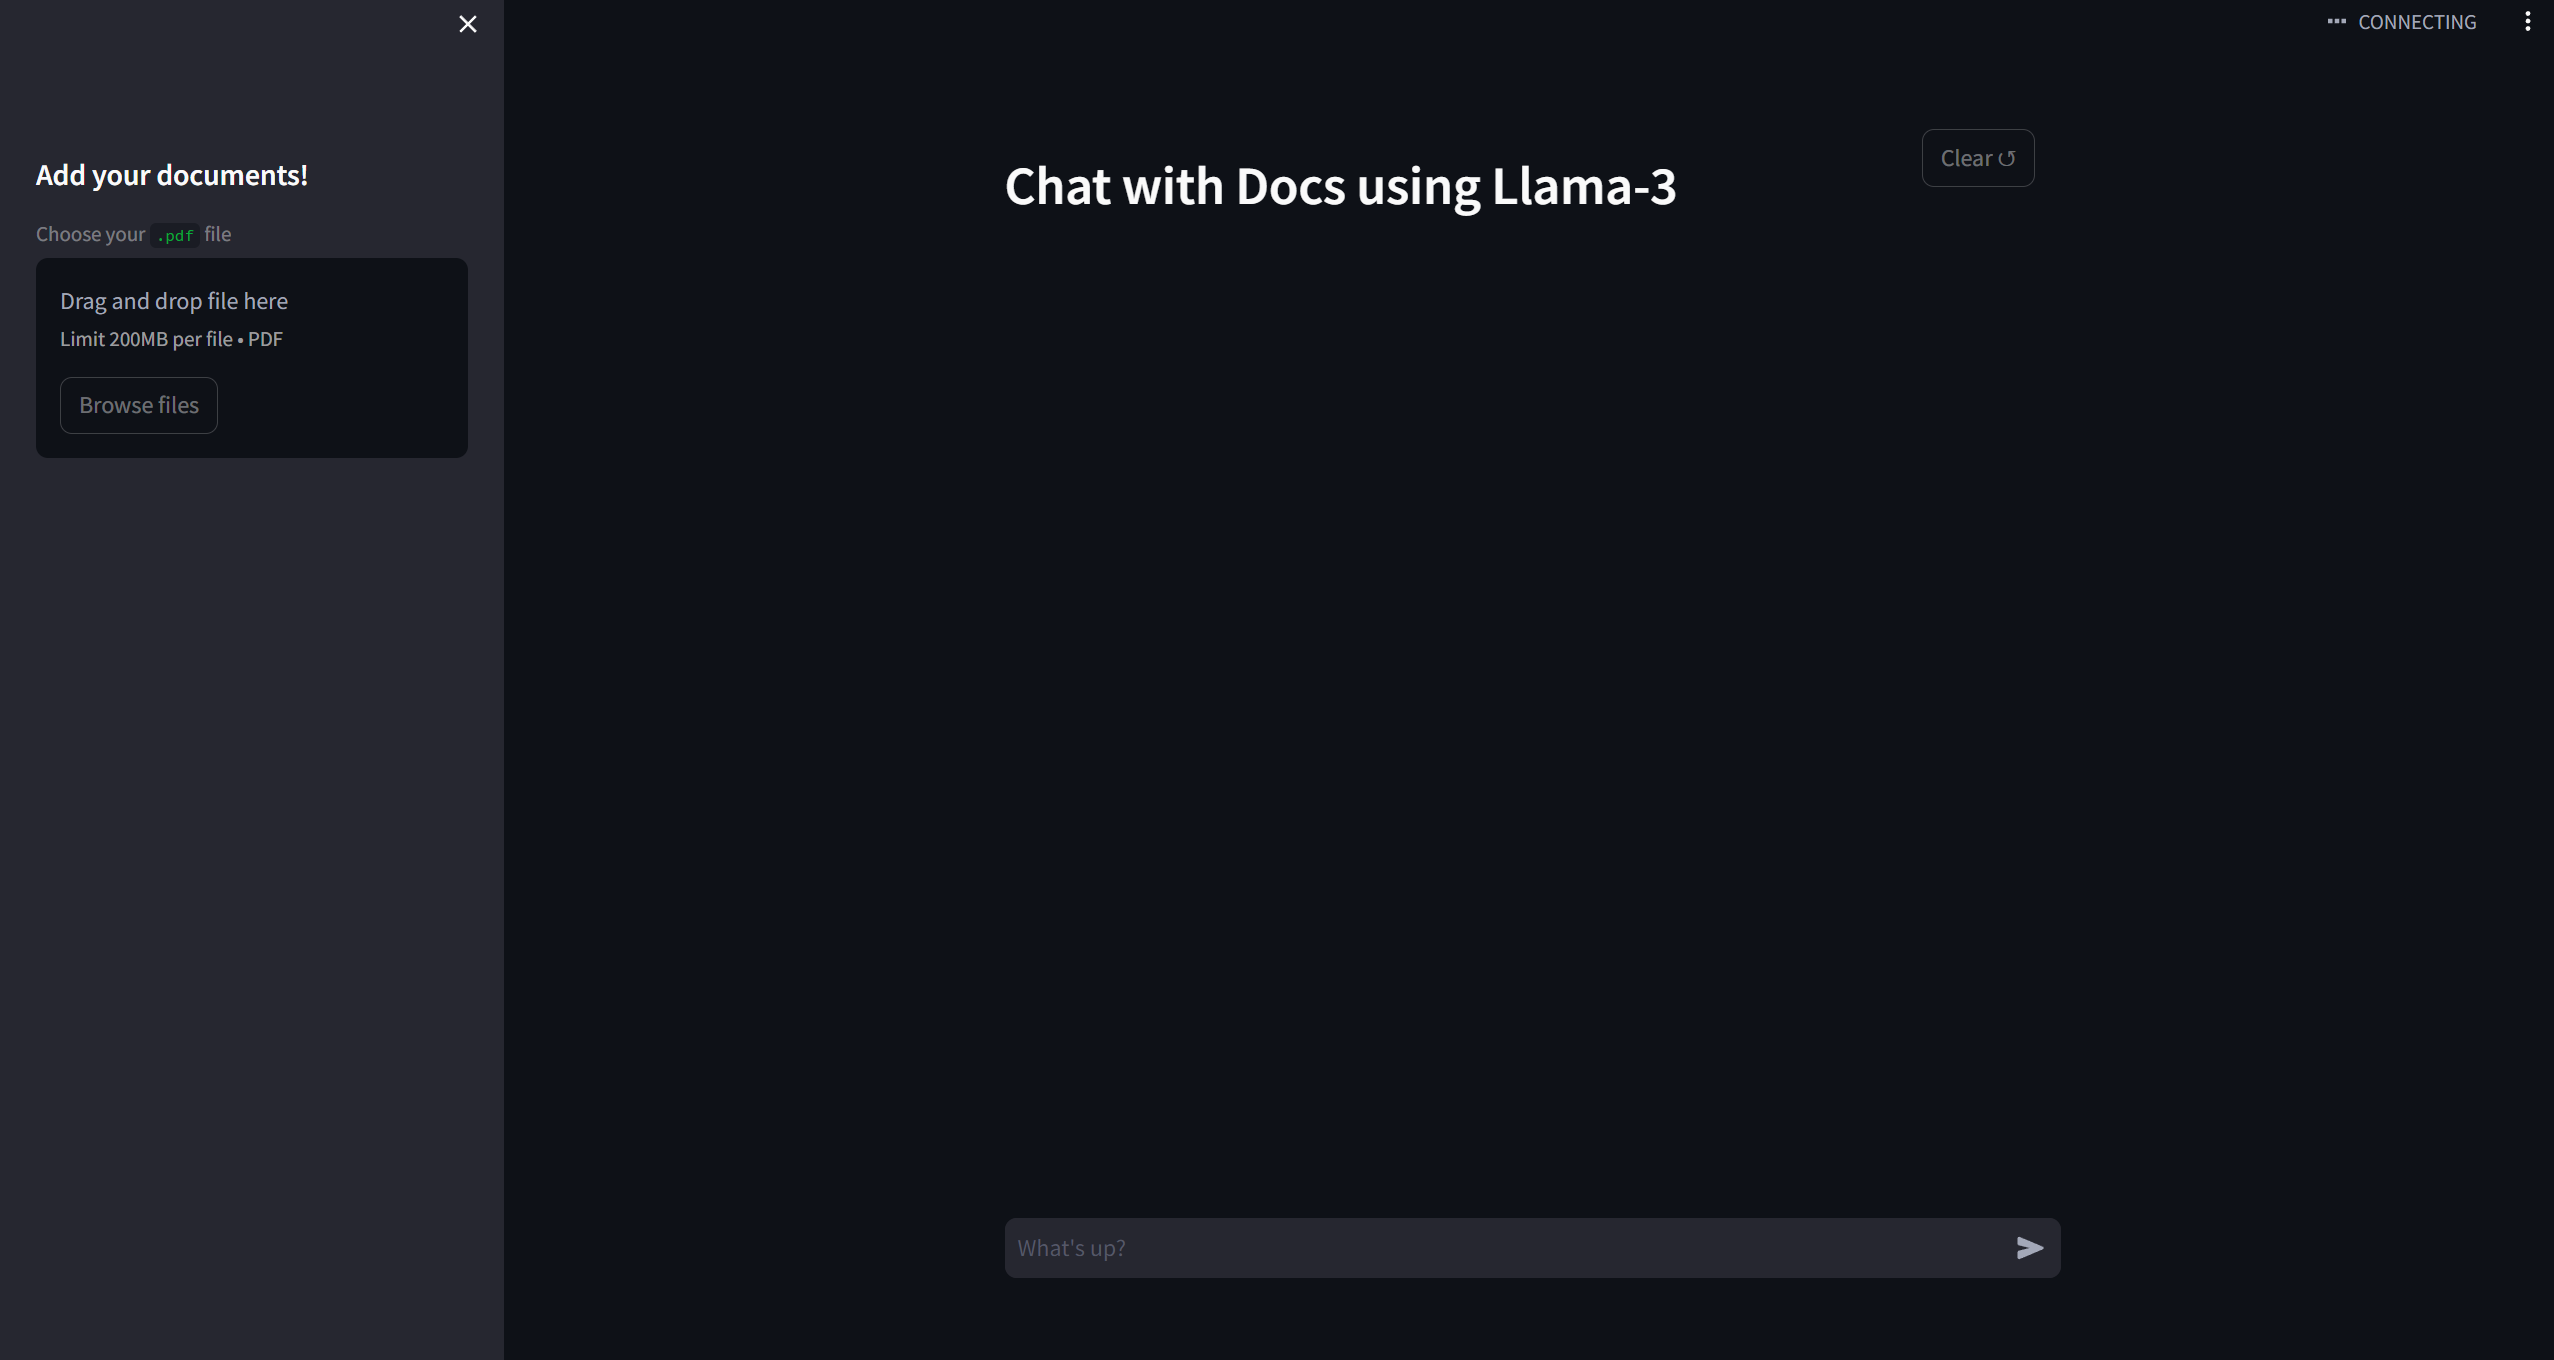 CONNECTING
Add your documents!
Choose your .pdf file
Drag and drop file here
Limit 200MB per file • PDF
Browse files
Chat with Docs using Llama-3
Clear ↺
What's up?